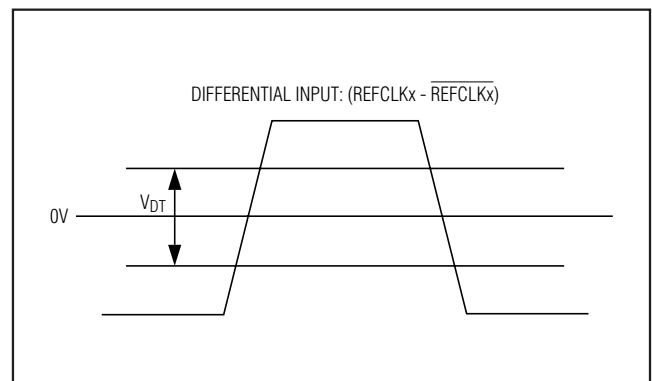 DIFFERENTIAL INPUT: (REFCLKx - REFCLKx)
VDT
0V